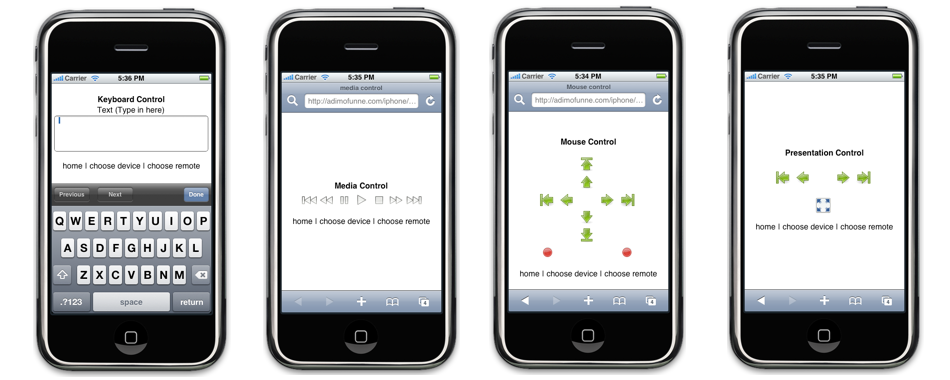 Carrier 5:36 PM
Keyboard Control
Text (Type in here)
home | choose device | choose remote
Previous Next Done
Q W E R T Y U I O P
A S D F G H J K L
Z X C V B N M
.?123 space return
Carrier 5:35 PM
media control
http://adimofunne.com/iphone/...
Media Control
home | choose device | choose remote
4
Carrier 5:34 PM
Mouse control
http://adimofunne.com/iphone/...
Mouse Control
home | choose device | choose remote
4
Carrier 5:35 PM
Presentation Control
home | choose device | choose remote
4